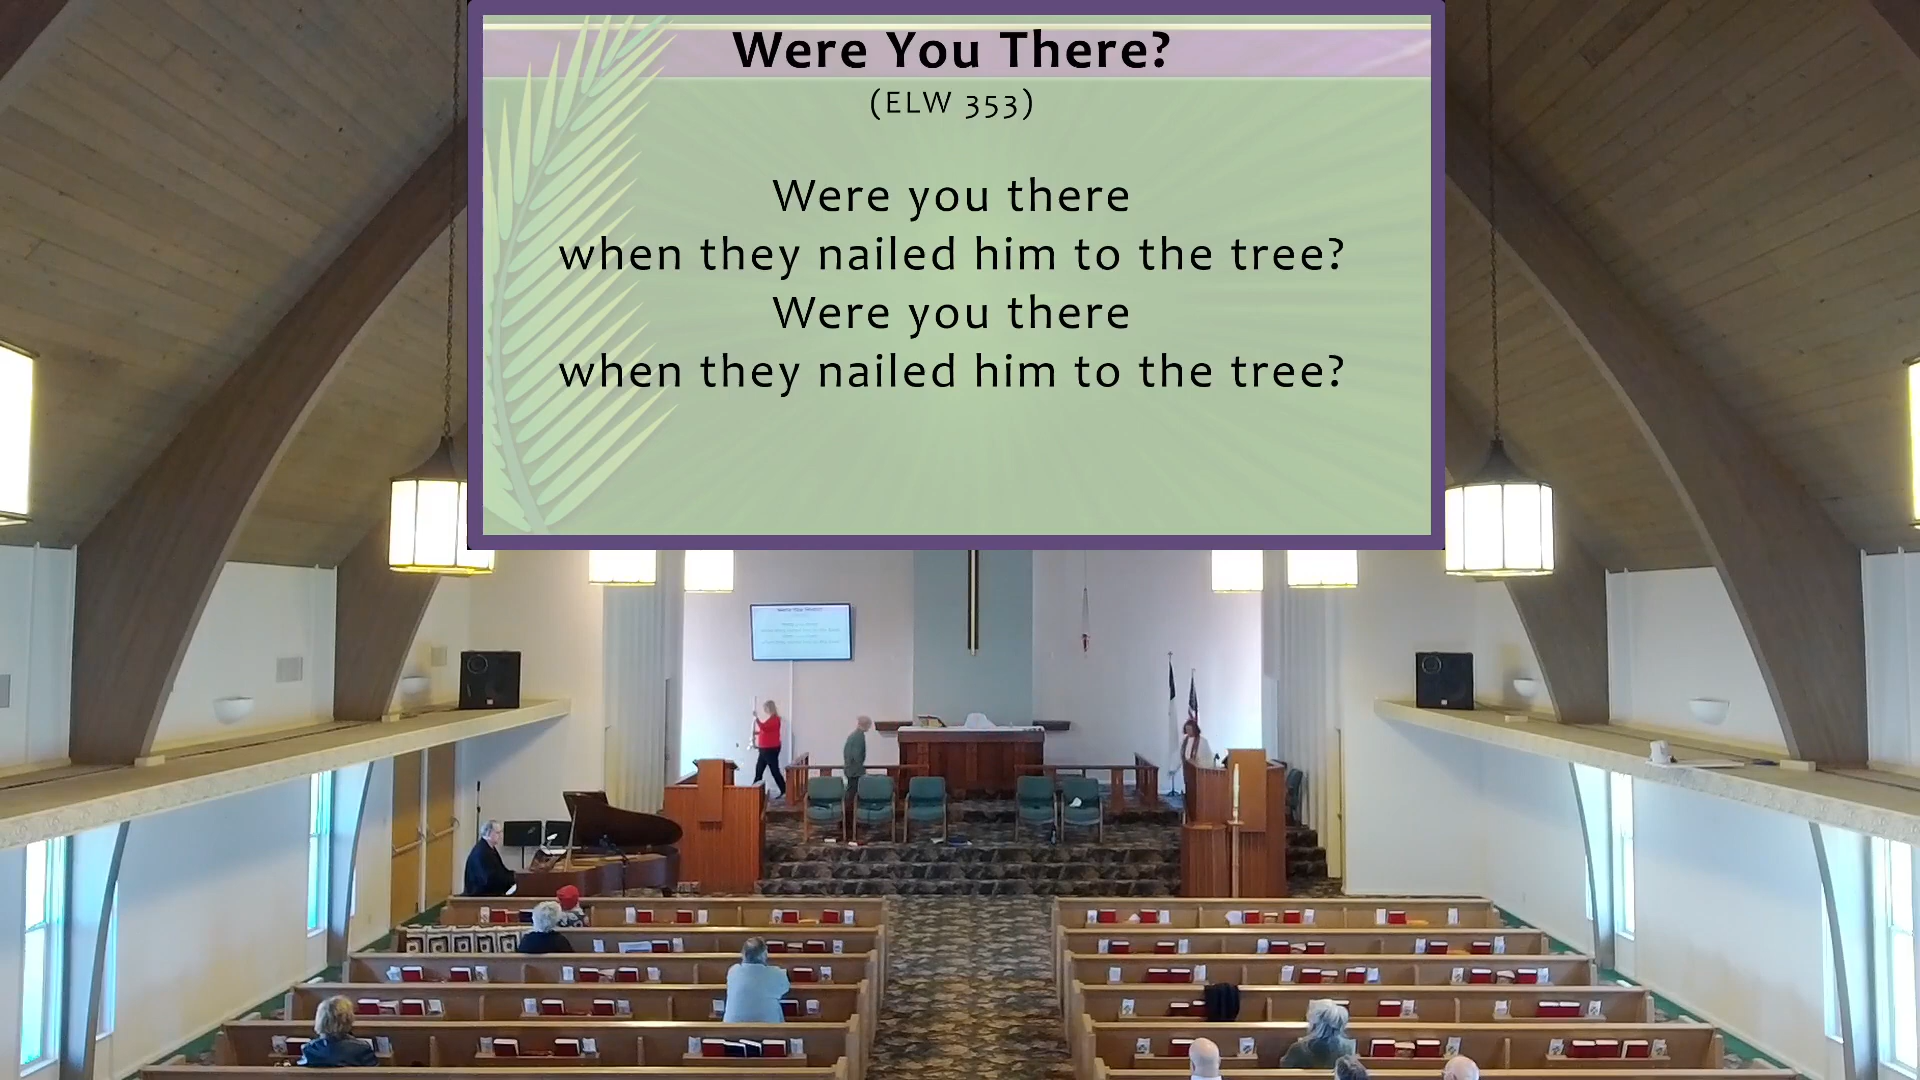 Were You There?
(ELW 353)
Were you there
when they nailed him to the tree?
Were you there
when they nailed him to the tree?